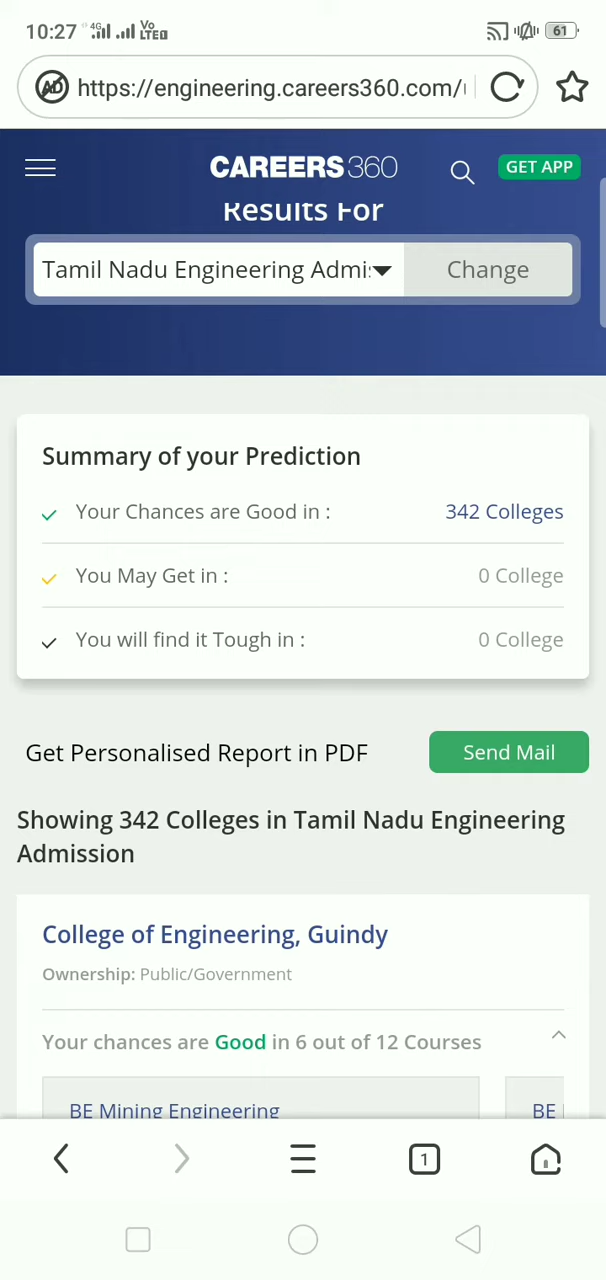 10:27 4G Vo LTE 61
https://engineering.careers360.com/
CAREERS360 GET APP
Results For
Tamil Nadu Engineering Admi Change
Summary of your Prediction
Your Chances are Good in : 342 Colleges
You May Get in : 0 College
You will find it Tough in : 0 College
Get Personalised Report in PDF Send Mail
Showing 342 Colleges in Tamil Nadu Engineering
Admission
College of Engineering, Guindy
Ownership: Public/Government
Your chances are Good in 6 out of 12 Courses
BE Mining Engineering BE
1